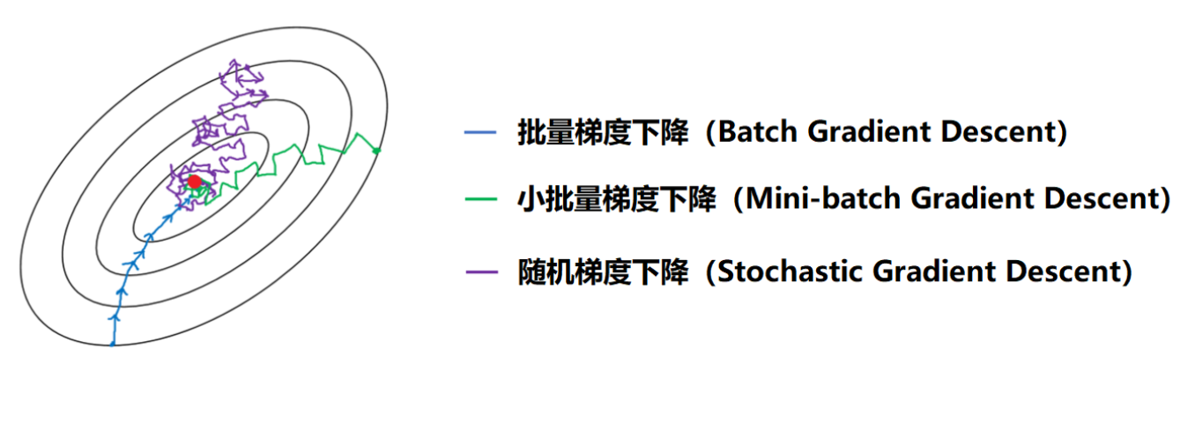 批量梯度下降（Batch Gradient Descent）
小批量梯度下降（Mini-batch Gradient Descent）
随机梯度下降（Stochastic Gradient Descent）